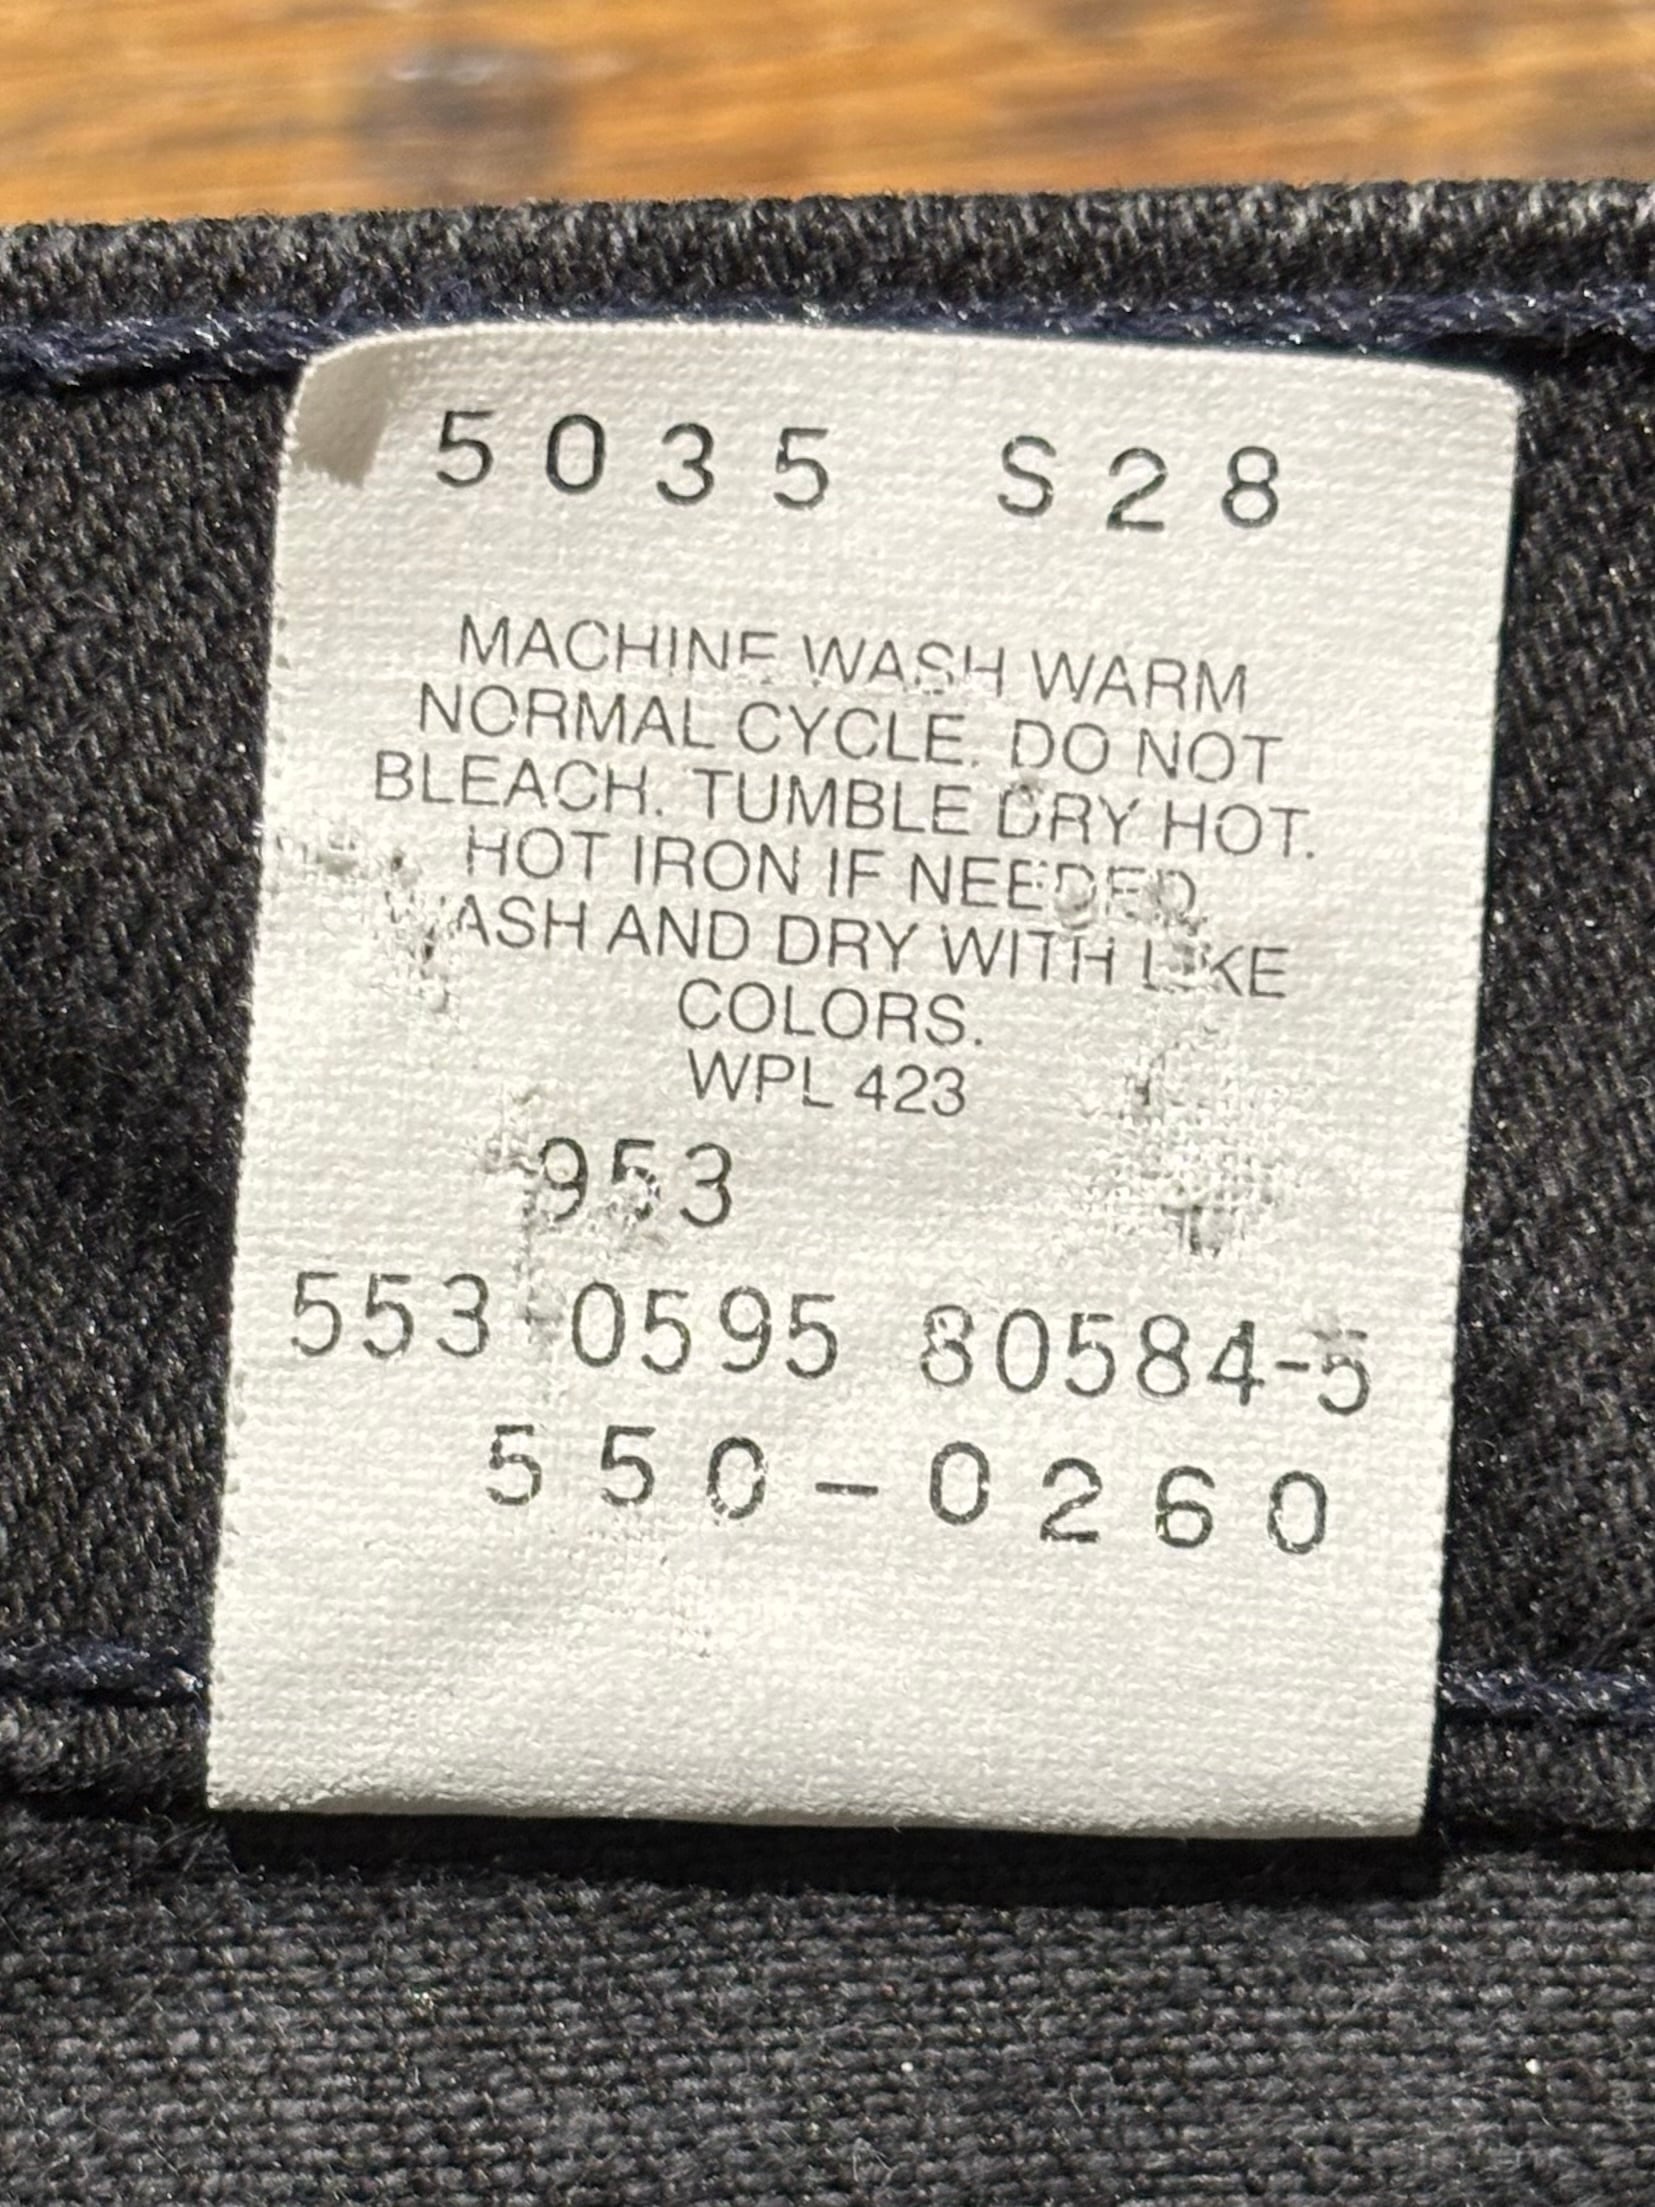 5035 S28
MACHINE WASH WARM
NORMAL CYCLE. DO NOT
BLEACH. TUMBLE DRY HOT.
HOT IRON IF NEEDED
WASH AND DRY WITH LIKE
COLORS.
WPL 423
953
553 0595 80584-5
550-0260